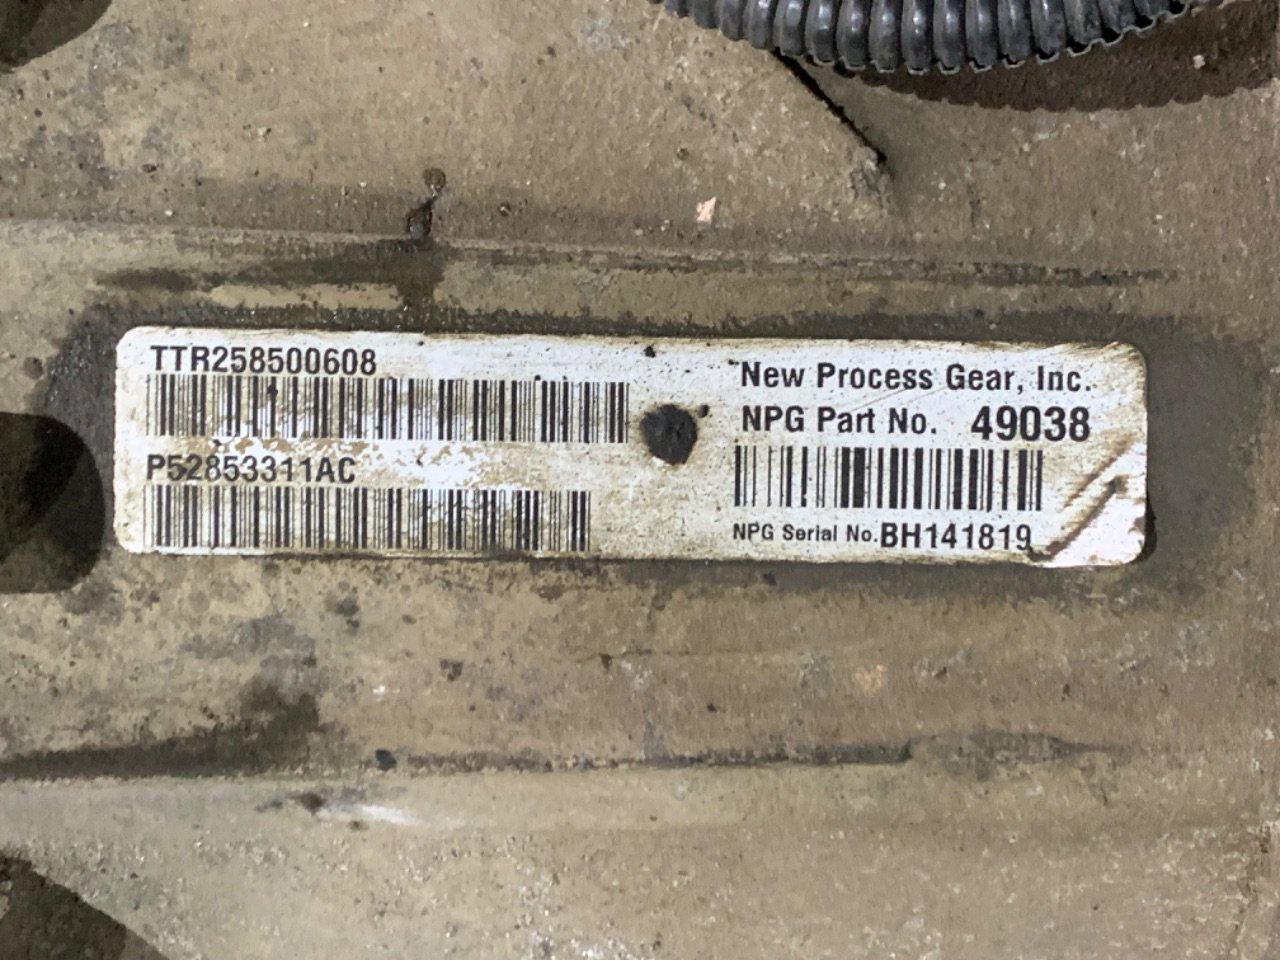 TTR258500608
P52853311AC
New Process Gear, Inc.
NPG Part No. 49038
NPG Serial No. BH141819